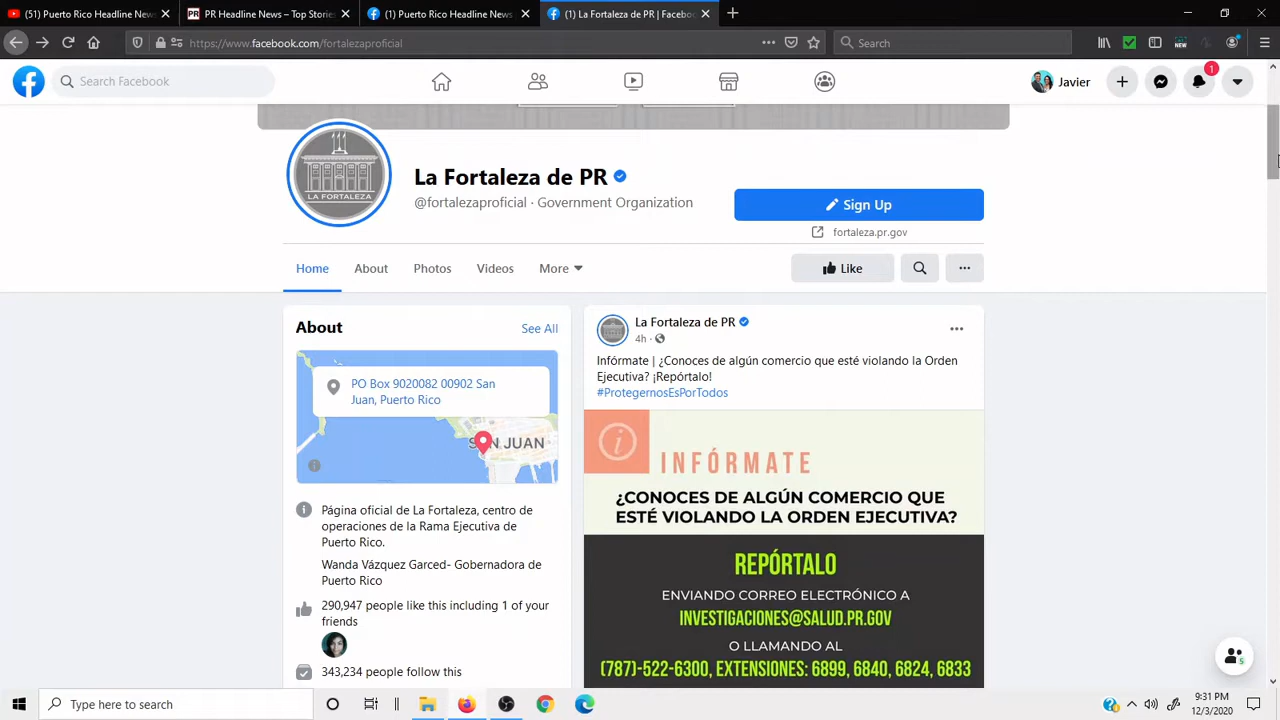 (51) Puerto Rico Headline News
PR Headline News – Top Stories
(1) Puerto Rico Headline News
(1) La Fortaleza de PR | Facebook
https://www.facebook.com/fortalezaproficial
Search
NEW
Search Facebook
Javier
1
La Fortaleza de PR
LA FORTALEZA
@fortalezaproficial · Government Organization
Sign Up
fortaleza.pr.gov
Home
About
Photos
Videos
More
Like
About
See All
PO Box 9020082 00902 San
Juan, Puerto Rico
SAN JUAN
Página oficial de La Fortaleza, centro de
operaciones de la Rama Ejecutiva de
Puerto Rico.
Wanda Vázquez Garced- Gobernadora de
Puerto Rico
290,947 people like this including 1 of your
friends
343,234 people follow this
La Fortaleza de PR
4h ·
Infórmate | ¿Conoces de algún comercio que esté violando la Orden
Ejecutiva? ¡Repórtalo!
#ProtegernosEsPorTodos
INFÓRMATE
¿CONOCES DE ALGÚN COMERCIO QUE
ESTÉ VIOLANDO LA ORDEN EJECUTIVA?
REPÓRTALO
ENVIANDO CORREO ELECTRÓNICO A
INVESTIGACIONES@SALUD.PR.GOV
O LLAMANDO AL
(787)-522-6300, EXTENSIONES: 6899, 6840, 6824, 6833
5
Type here to search
9:31 PM
12/3/2020